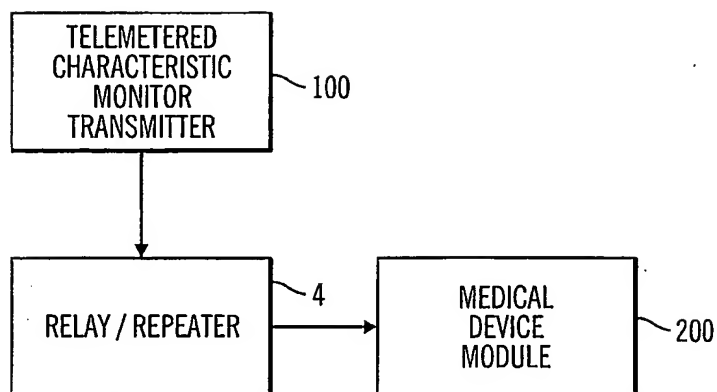 TELEMETERED
CHARACTERISTIC
MONITOR
TRANSMITTER
100
RELAY / REPEATER
4
MEDICAL
DEVICE
MODULE
200